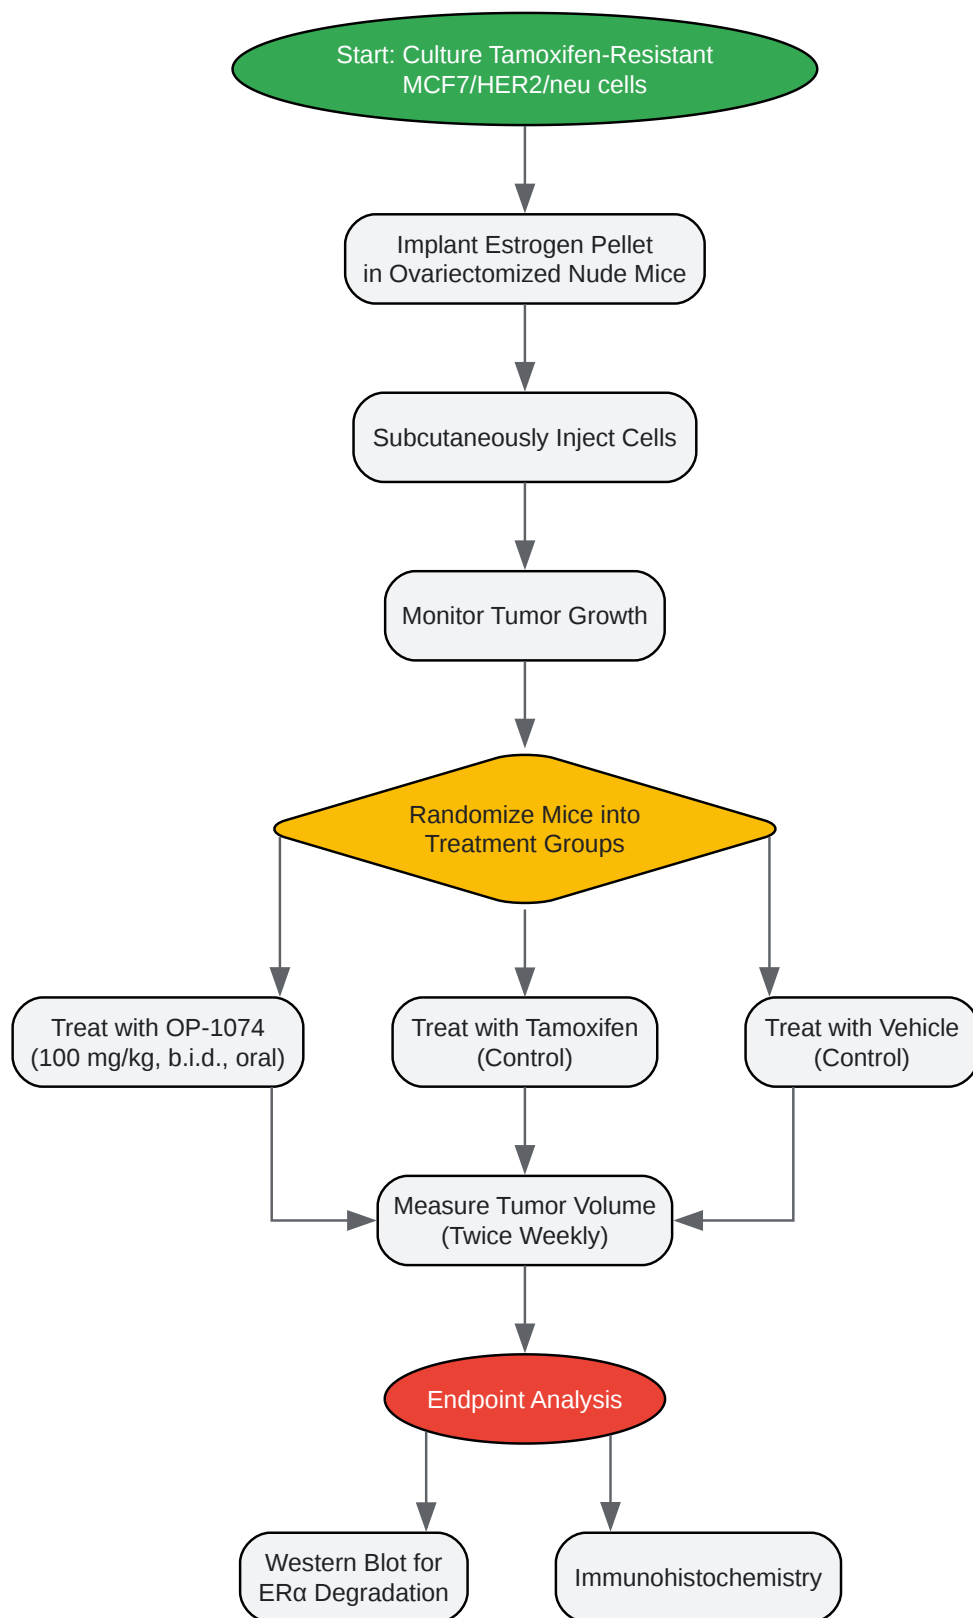 Start: Culture Tamoxifen-Resistant
MCF7/HER2/neu cells
Implant Estrogen Pellet
in Ovariectomized Nude Mice
Subcutaneously Inject Cells
Monitor Tumor Growth
Randomize Mice into
Treatment Groups
Treat with OP-1074
(100 mg/kg, b.i.d., oral)
Treat with Tamoxifen
(Control)
Treat with Vehicle
(Control)
Measure Tumor Volume
(Twice Weekly)
Endpoint Analysis
Western Blot for
ERα Degradation
Immunohistochemistry